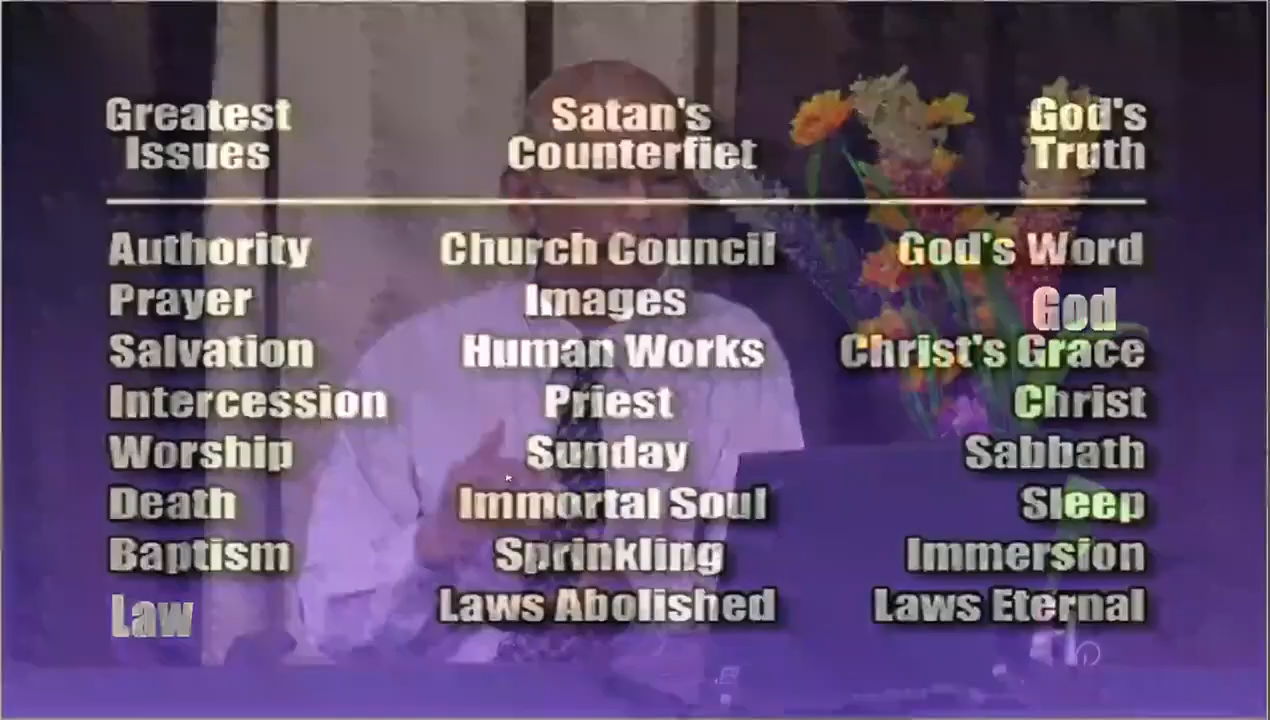 Greatest Issues Satan's Counterfiet God's Truth
Authority Church Council God's Word
Prayer Images God
Salvation Human Works Christ's Grace
Intercession Priest Christ
Worship Sunday Sabbath
Death Immortal Soul Sleep
Baptism Sprinkling Immersion
Law Laws Abolished Laws Eternal